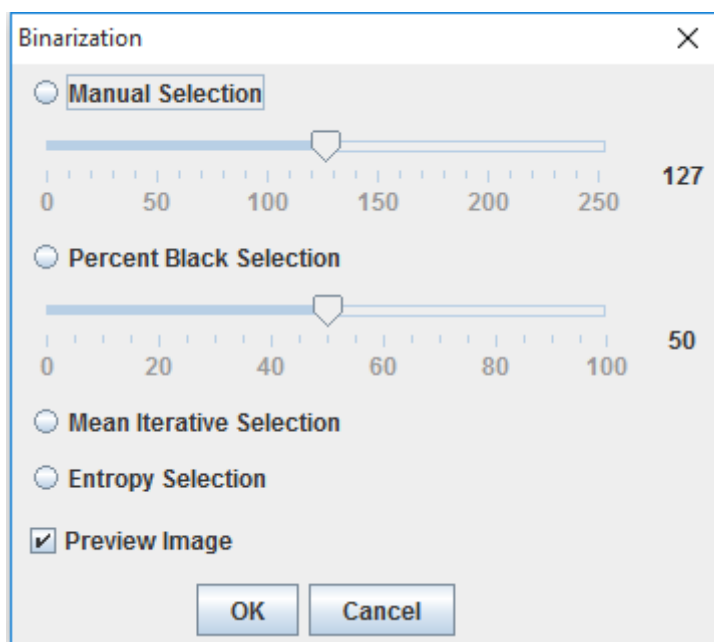 Binarization
Manual Selection
127
0 50 100 150 200 250
Percent Black Selection
50
0 20 40 60 80 100
Mean Iterative Selection
Entropy Selection
Preview Image
OK Cancel